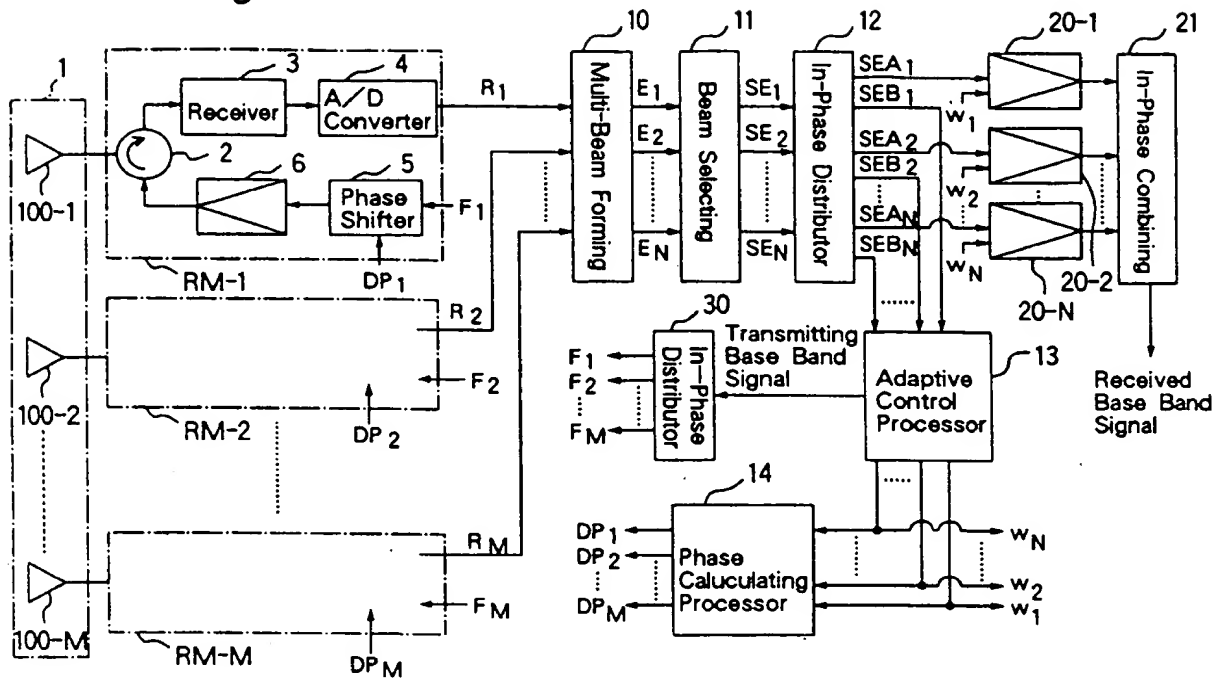 10
11
12
20-1
21
1
3
4
Receiver
A/D
Converter
R1
Multi-Beam Forming
E1
E2
EN
Beam Selecting
SE1
SE2
SEN
In-Phase Distributor
SEA1
SEB1
SEA2
SEB2
SEAN
SEBN
w1
w2
wN
20-2
20-N
In-Phase Combining
2
6
5
Phase
Shifter
F1
100-1
RM-1
DP1
R2
F2
100-2
RM-2
DP2
30
F1
F2
FM
In-Phase
Distributor
Transmitting
Base Band
Signal
13
Adaptive
Control
Processor
Received
Base Band
Signal
14
DP1
DP2
DPM
Phase
Caluculating
Processor
wN
w2
w1
RM
FM
100-M
RM-M
DPM